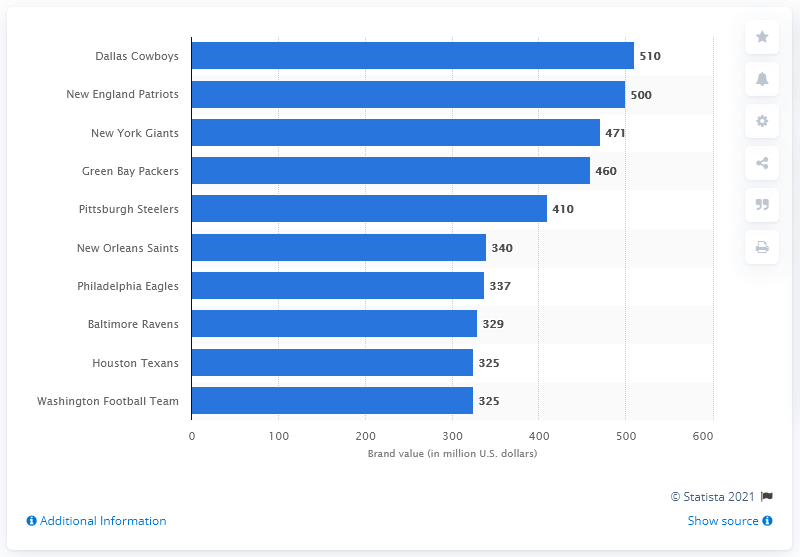 Dallas Cowboys 510
New England Patriots 500
New York Giants 471
Green Bay Packers 460
Pittsburgh Steelers 410
New Orleans Saints 340
Philadelphia Eagles 337
Baltimore Ravens 329
Houston Texans 325
Washington Football Team 325
0 100 200 300 400 500 600
Brand value (in million U.S. dollars)
© Statista 2021
Additional Information Show source